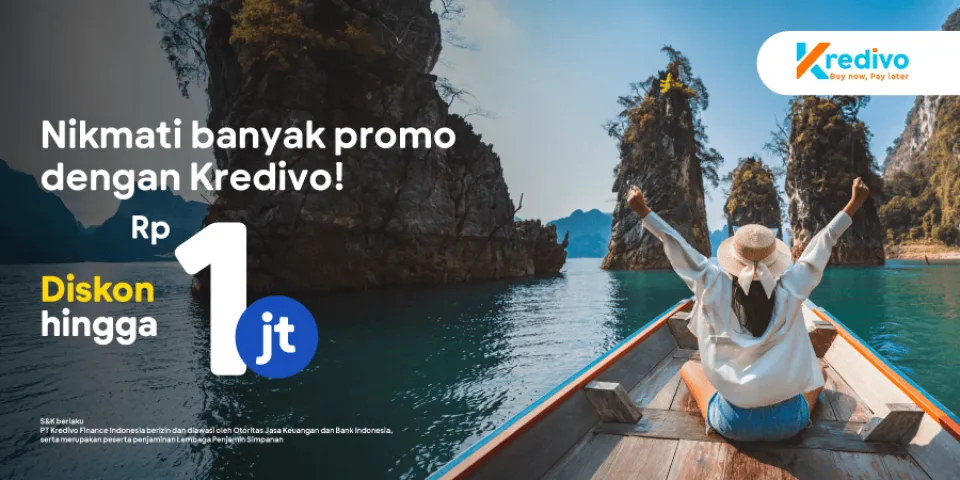 Kredivo
Buy now, Pay later
Nikmati banyak promo
dengan Kredivo!
Diskon
hingga
Rp
1
jt
S&K berlaku
PT Kredivo Finance Indonesia berizin dan diawasi oleh Otoritas Jasa Keuangan dan Bank Indonesia,
serta merupakan peserta penjaminan Lembaga Penjamin Simpanan